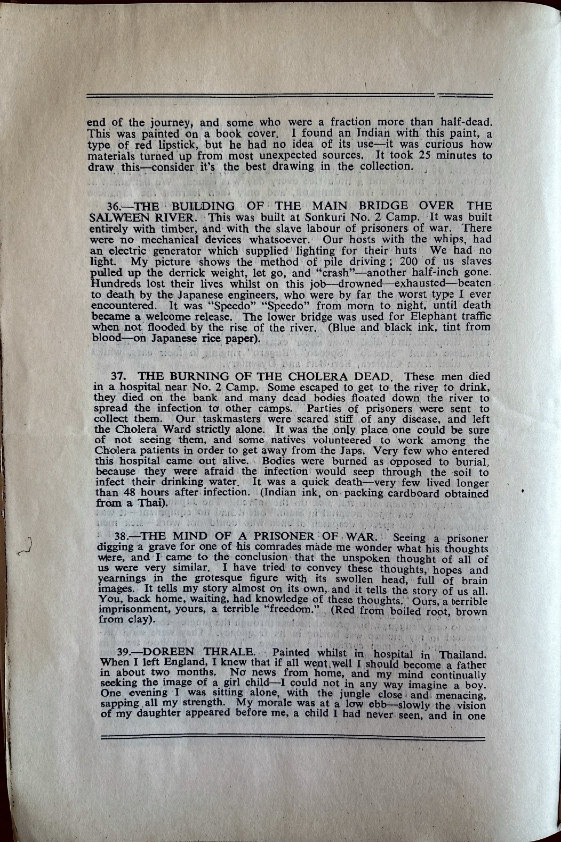 end of the journey, and some who were a fraction more than half-dead.
This was painted on a book cover. I found an Indian with this paint, a
type of red lipstick, but he had no idea of its use—it was curious how
materials turned up from most unexpected sources. It took 25 minutes to
draw this—consider it's the best drawing in the collection.
36.—THE BUILDING OF THE MAIN BRIDGE OVER THE
SALWEEN RIVER. This was built at Sonkuri No. 2 Camp. It was built
entirely with timber, and with the slave labour of prisoners of war. There
were no mechanical devices whatsoever. Our hosts with the whips, had
an electric generator which supplied lighting for their huts We had no
light. My picture shows the method of pile driving ; 200 of us slaves
pulled up the derrick weight, let go, and "crash"—another half-inch gone.
Hundreds lost their lives whilst on this job—drowned—exhausted—beaten
to death by the Japanese engineers, who were by far the worst type I ever
encountered. It was "Speedo" "Speedo" from morn to night, until death
became a welcome release. The lower bridge was used for Elephant traffic
when not flooded by the rise of the river. (Blue and black ink, tint from
blood—on Japanese rice paper).
37. THE BURNING OF THE CHOLERA DEAD. These men died
in a hospital near No. 2 Camp. Some escaped to get to the river to drink,
they died on the bank and many dead bodies floated down the river to
spread the infection to other camps. Parties of prisoners were sent to
collect them. Our taskmasters were scared stiff of any disease, and left
the Cholera Ward strictly alone. It was the only place one could be sure
of not seeing them, and some natives volunteered to work among the
Cholera patients in order to get away from the Japs. Very few who entered
this hospital came out alive. Bodies were burned as opposed to burial,
because they were afraid the infection would seep through the soil to
infect their drinking water. It was a quick death—very few lived longer
than 48 hours after infection. (Indian ink, on packing cardboard obtained
from a Thai).
38.—THE MIND OF A PRISONER OF WAR. Seeing a prisoner
digging a grave for one of his comrades made me wonder what his thoughts
were, and I came to the conclusion that the unspoken thought of all of
us were very similar. I have tried to convey these thoughts, hopes and
yearnings in the grotesque figure with its swollen head, full of brain
images. It tells my story almost on its own, and it tells the story of us all.
You, back home, waiting, had knowledge of these thoughts. Ours, a terrible
imprisonment, yours, a terrible "freedom." (Red from boiled root, brown
from clay).
39.—DOREEN THRALE. Painted whilst in hospital in Thailand.
When I left England, I knew that if all went well I should become a father
in about two months. No news from home, and my mind continually
seeking the image of a girl child—I could not in any way imagine a boy.
One evening I was sitting alone, with the jungle close and menacing,
sapping all my strength. My morale was at a low ebb—slowly the vision
of my daughter appeared before me, a child I had never seen, and in one